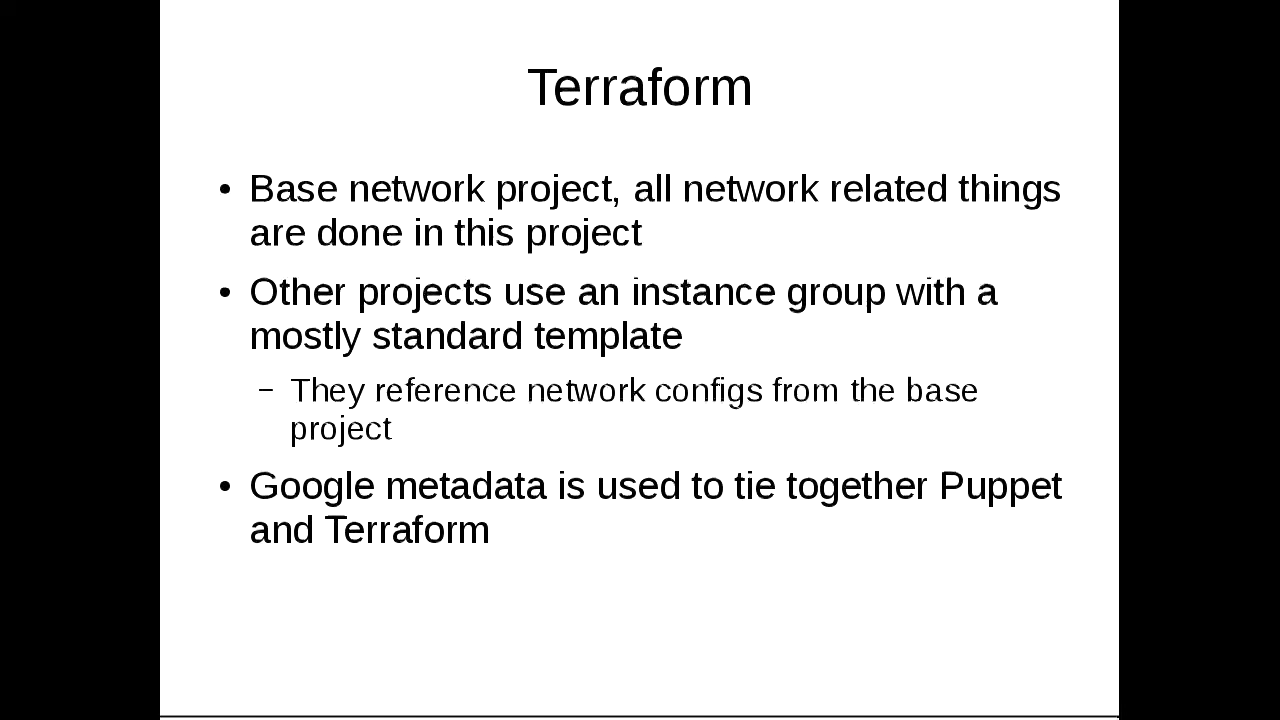 Terraform
• Base network project, all network related things
are done in this project
• Other projects use an instance group with a
mostly standard template
– They reference network configs from the base
project
• Google metadata is used to tie together Puppet
and Terraform